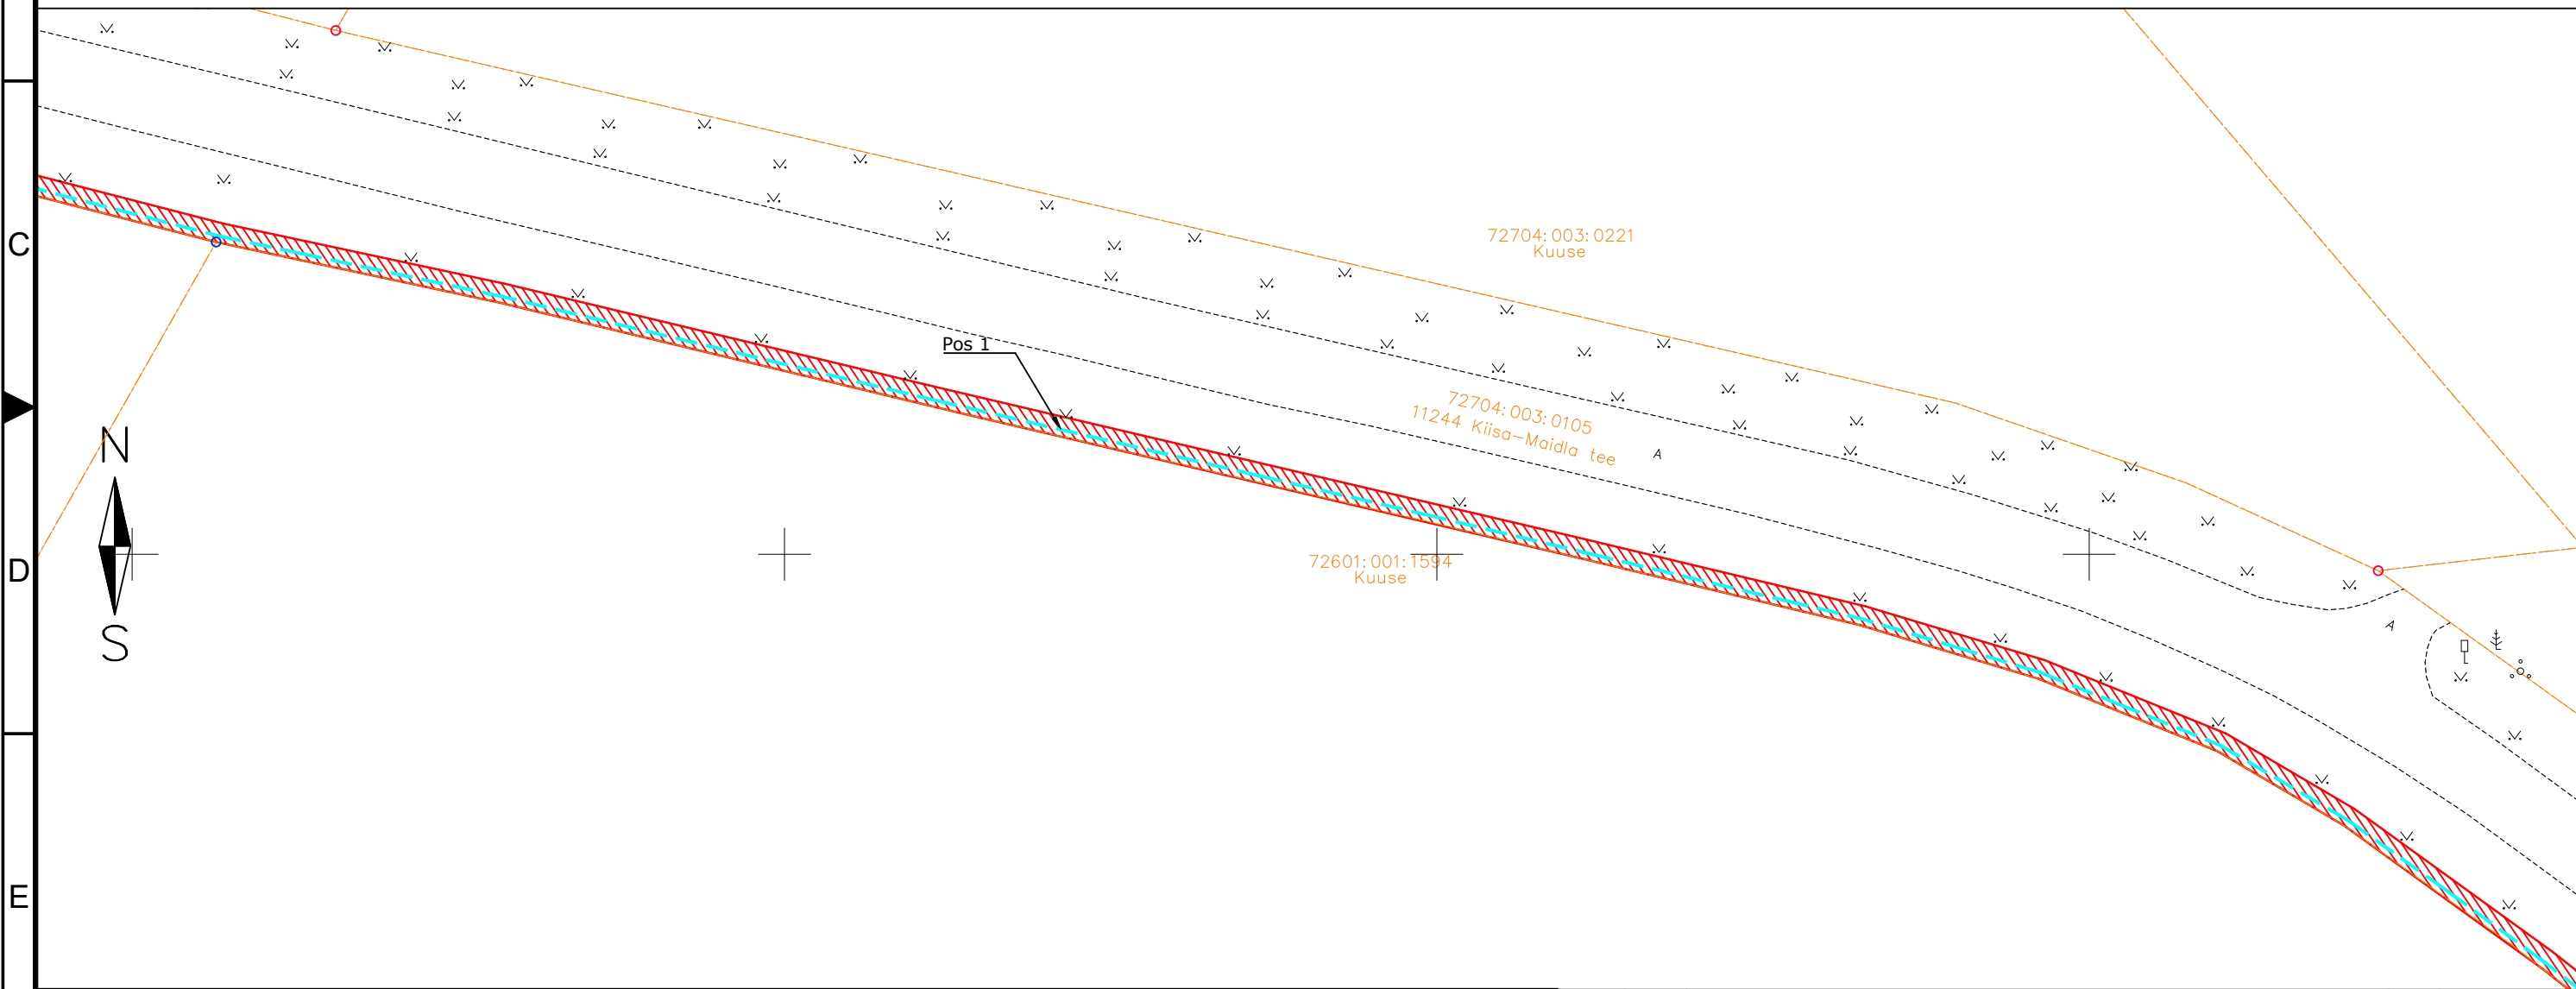 C
72704:003:0221
Kuuse
Pos 1
72704:003:0105
11244 Kiisa-Maidla tee
A
N
D
72601:001:1594
Kuuse
S
A
E